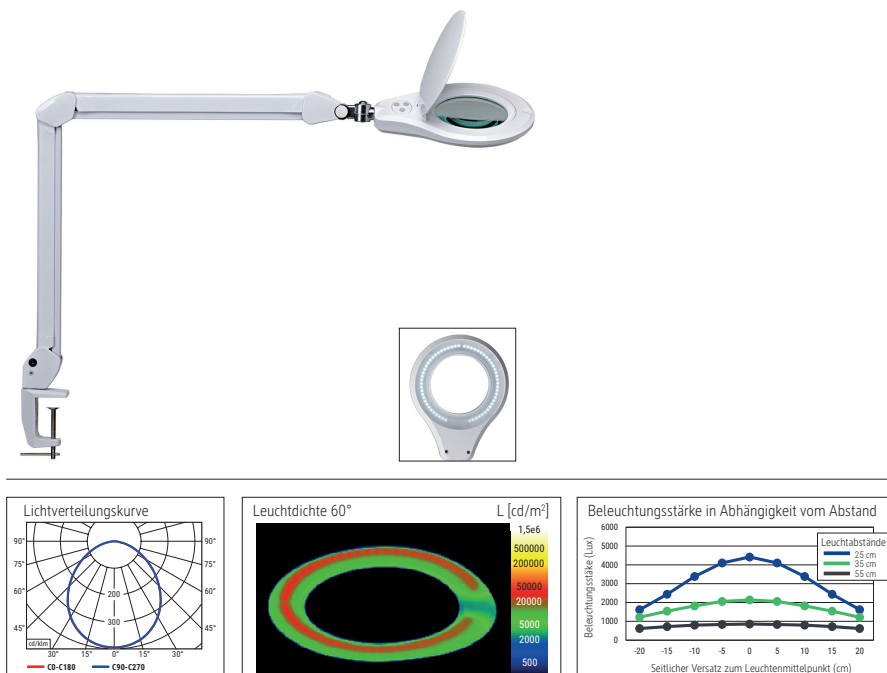 Lichtverteilungskurve
90° 90°
75° 75°
60° 60°
45° 45°
200
300
cd/klm
30° 15° 0° 15° 30°
C0-C180 C90-C270
Leuchtdichte 60° L [cd/m²]
1,5e6
500000
200000
50000
20000
5000
2000
500
Beleuchtungsstärke in Abhängigkeit vom Abstand
Beleuchtungsstäke (Lux)
6000
5000
4000
3000
2000
1000
0
Leuchtabstände
25 cm
35 cm
55 cm
-20 -15 -10 -5 0 5 10 15 20
Seitlicher Versatz zum Leuchtenmittelpunkt (cm)